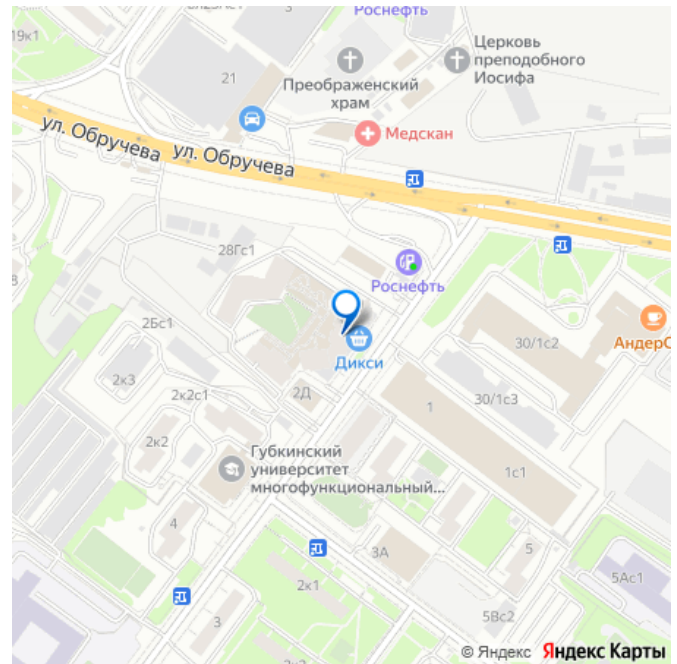 3
Роснефть
19к1
Церковь
преподобного
Иосифа
21
Преображенский
храм
Медскан
ул. Обручева
ул. Обручева
28Гс1
Роснефть
2Бс1
30/1с2
АндерС
Дикси
2к3
2к2с1
2Д
1
30/1с3
2к2
Губкинский
университет
многофункциональный...
1с1
4
3А
5
5Ас1
2к1
3
5Вс2
© Яндекс Яндекс Карты